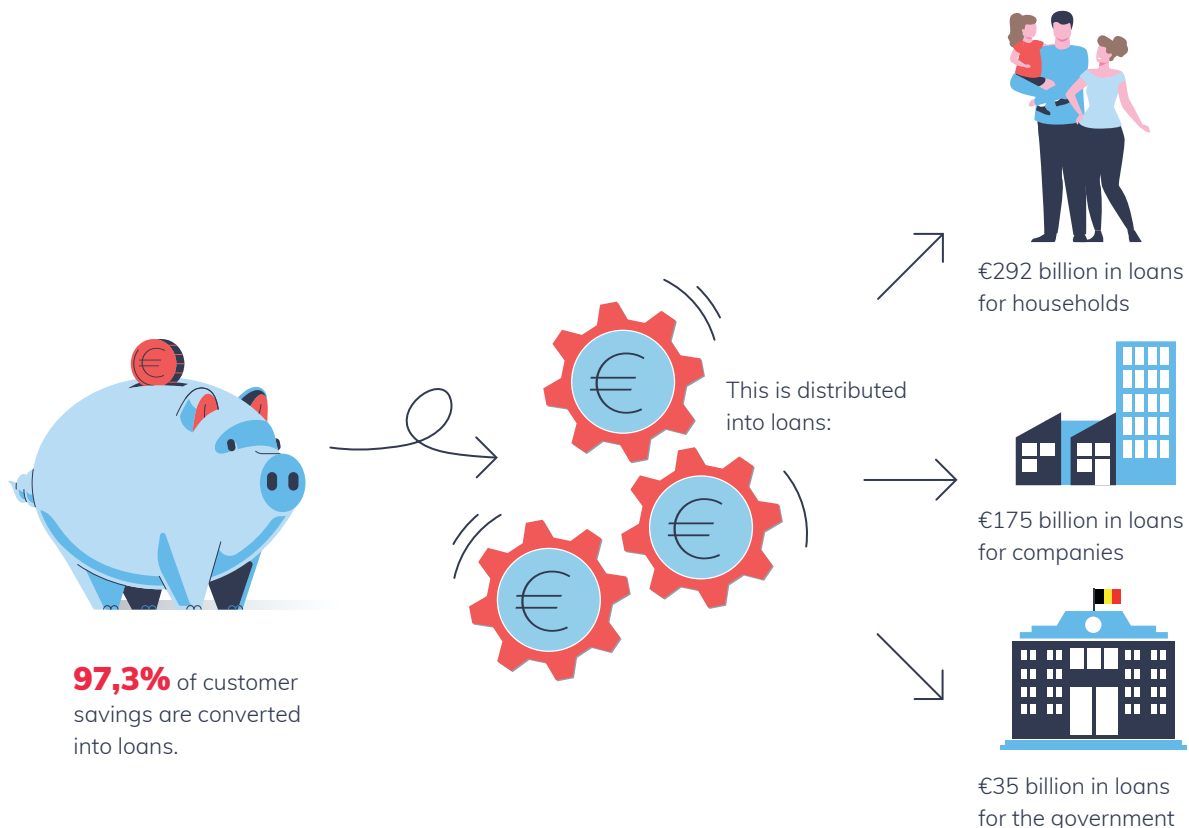 97,3% of customer
savings are converted
into loans.
This is distributed
into loans:
€292 billion in loans
for households
€175 billion in loans
for companies
€35 billion in loans
for the government